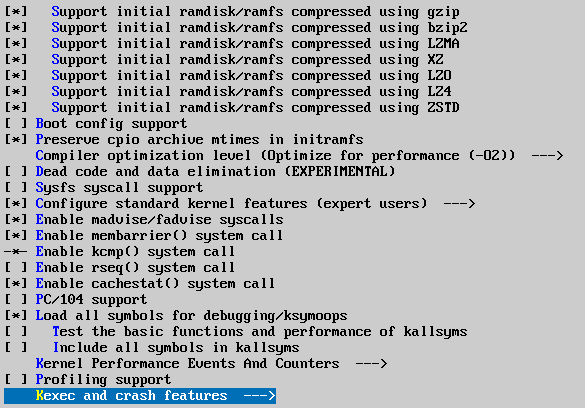 [*]   Support initial ramdisk/ramfs compressed using gzip
[*]   Support initial ramdisk/ramfs compressed using bzip2
[*]   Support initial ramdisk/ramfs compressed using LZMA
[*]   Support initial ramdisk/ramfs compressed using XZ
[*]   Support initial ramdisk/ramfs compressed using LZO
[*]   Support initial ramdisk/ramfs compressed using LZ4
[*]   Support initial ramdisk/ramfs compressed using ZSTD
[ ] Boot config support
[*] Preserve cpio archive mtimes in initramfs
    Compiler optimization level (Optimize for performance (-O2))  --->
[ ] Dead code and data elimination (EXPERIMENTAL)
[ ] Sysfs syscall support
[*] Configure standard kernel features (expert users)  --->
[*] Enable madvise/fadvise syscalls
[*] Enable membarrier() system call
-*- Enable kcmp() system call
[ ] Enable rseq() system call
[*] Enable cachestat() system call
[ ] PC/104 support
[*] Load all symbols for debugging/ksymoops
[ ]   Test the basic functions and performance of kallsyms
[ ]   Include all symbols in kallsyms
    Kernel Performance Events And Counters  --->
[ ] Profiling support
    Kexec and crash features  --->